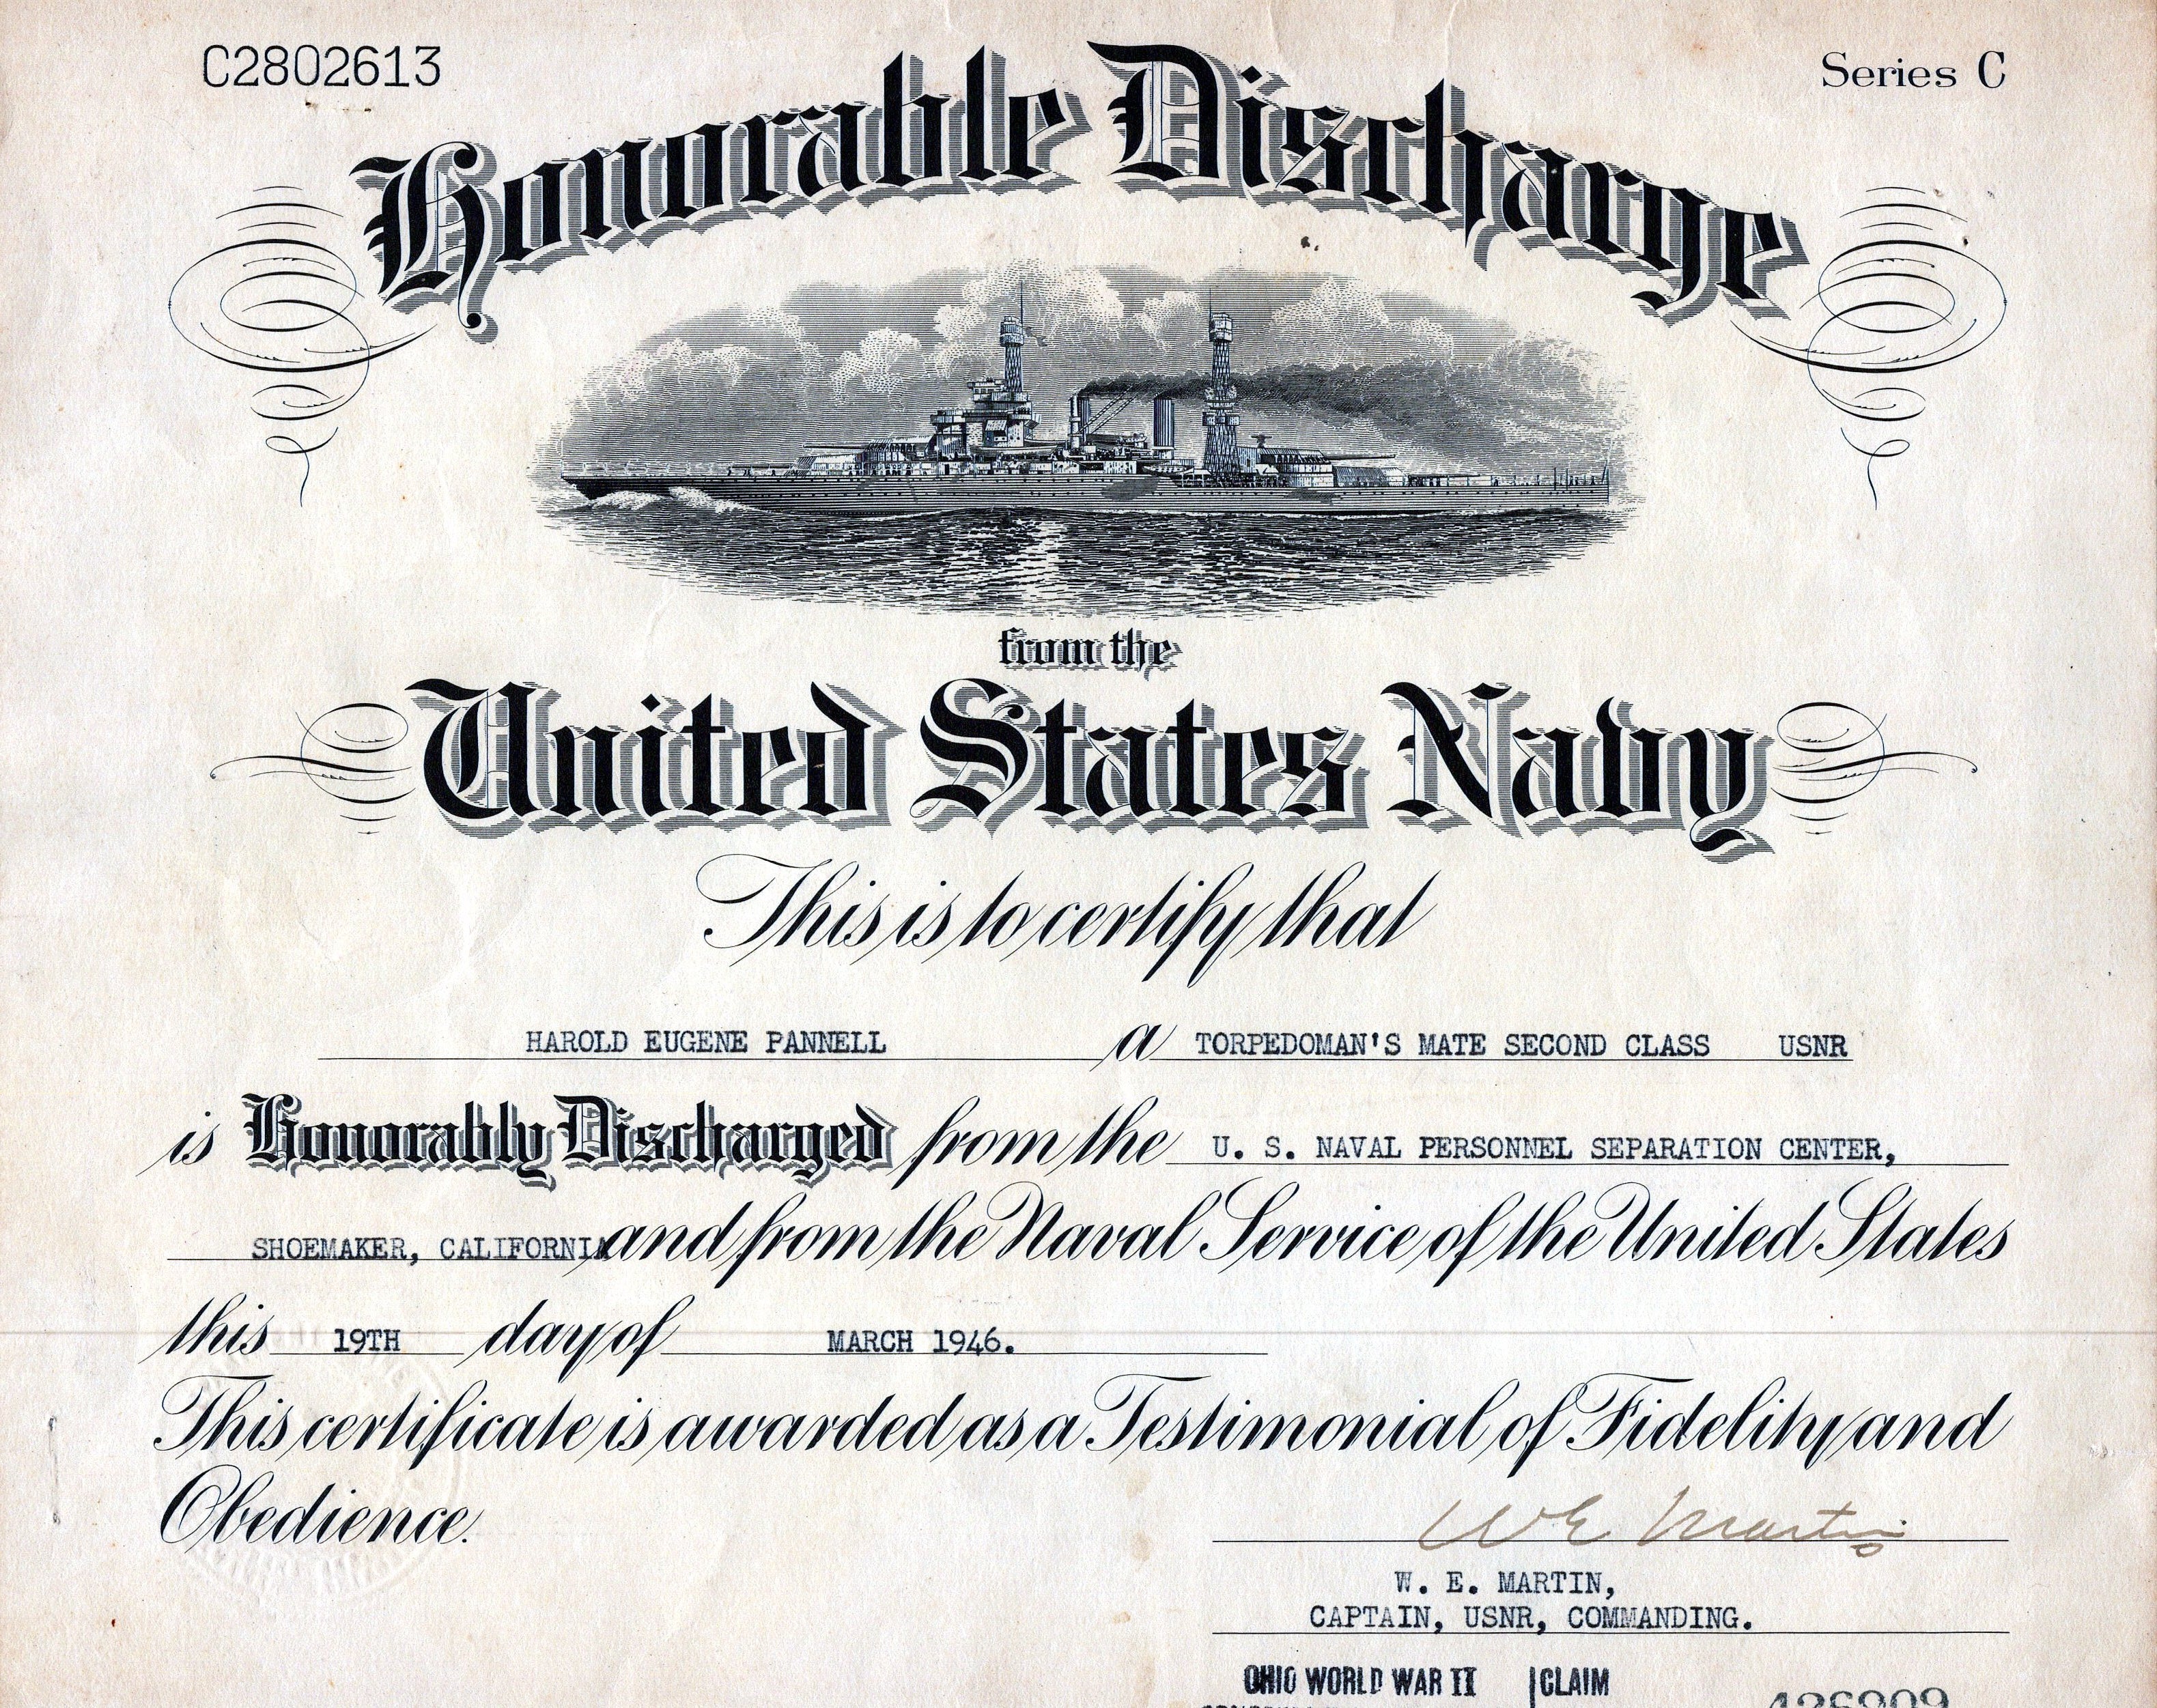 C2802613 Series C
Honorable Discharge
from the
United States Navy
This is to certify that
HAROLD EUGENE PANNELL a TORPEDOMAN'S MATE SECOND CLASS USNR
is Honorably Discharged from the U. S. NAVAL PERSONNEL SEPARATION CENTER,
SHOEMAKER, CALIFORNIA and from the Naval Service of the United States
this 19TH day of MARCH 1946.
This certificate is awarded as a Testimonial of Fidelity and
Obedience.
W E Martin
W. E. MARTIN,
CAPTAIN, USNR, COMMANDING.
OHIO WORLD WAR II CLAIM